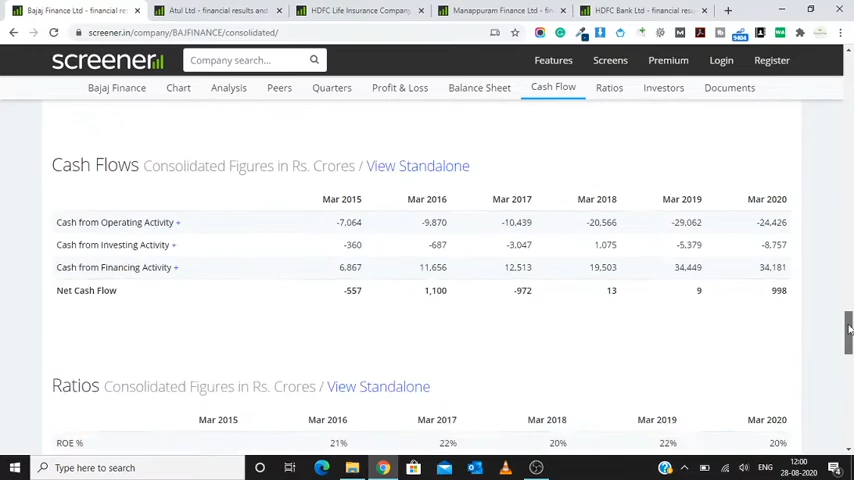 Bajaj Finance Ltd - financial res
Atul Ltd - financial results and
HDFC Life Insurance Company
Manappuram Finance Ltd - fin
HDFC Bank Ltd - financial resu
screener.in/company/BAJFINANCE/consolidated/
screener
Company search...
Features Screens Premium Login Register
Bajaj Finance Chart Analysis Peers Quarters Profit & Loss Balance Sheet Cash Flow Ratios Investors Documents
Cash Flows Consolidated Figures in Rs. Crores / View Standalone
Mar 2015 Mar 2016 Mar 2017 Mar 2018 Mar 2019 Mar 2020
Cash from Operating Activity + -7,064 -9,870 -10,439 -20,566 -29,062 -24,426
Cash from Investing Activity + -360 -687 -3,047 1,075 -5,379 -8,757
Cash from Financing Activity + 6,867 11,656 12,513 19,503 34,449 34,181
Net Cash Flow -557 1,100 -972 13 9 998
Ratios Consolidated Figures in Rs. Crores / View Standalone
Mar 2015 Mar 2016 Mar 2017 Mar 2018 Mar 2019 Mar 2020
ROE % 21% 22% 20% 22% 20%
Type here to search
ENG
12:00
28-08-2020